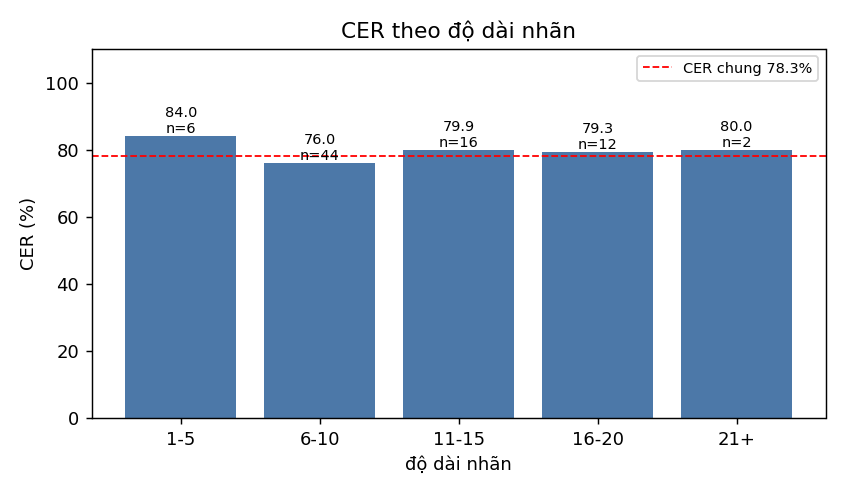 CER theo độ dài nhãn
CER chung 78.3%
CER (%)
100
80
60
40
20
0
84.0
n=6
76.0
n=44
79.9
n=16
79.3
n=12
80.0
n=2
1-5
6-10
11-15
16-20
21+
độ dài nhãn